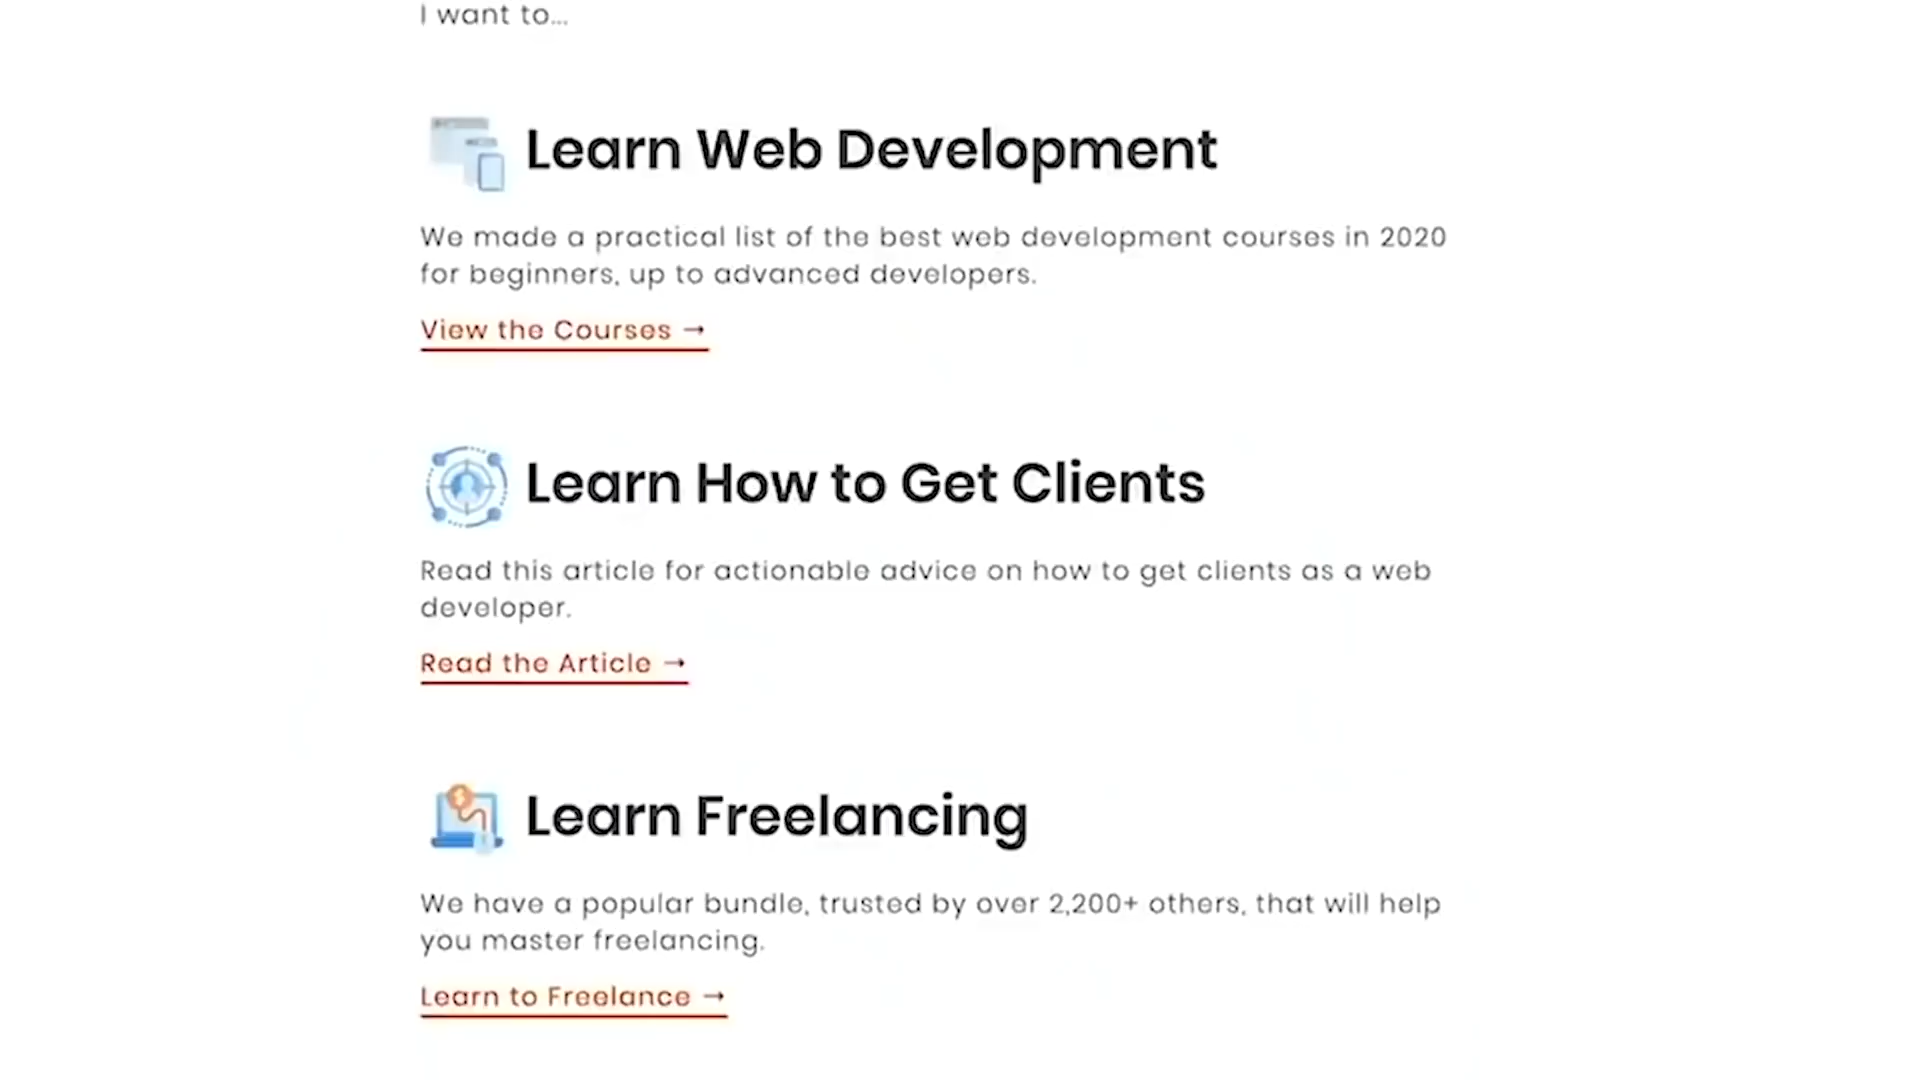 I want to...
Learn Web Development
We made a practical list of the best web development courses in 2020
for beginners, up to advanced developers.
View the Courses →
Learn How to Get Clients
Read this article for actionable advice on how to get clients as a web
developer.
Read the Article →
Learn Freelancing
We have a popular bundle, trusted by over 2,200+ others, that will help
you master freelancing.
Learn to Freelance →